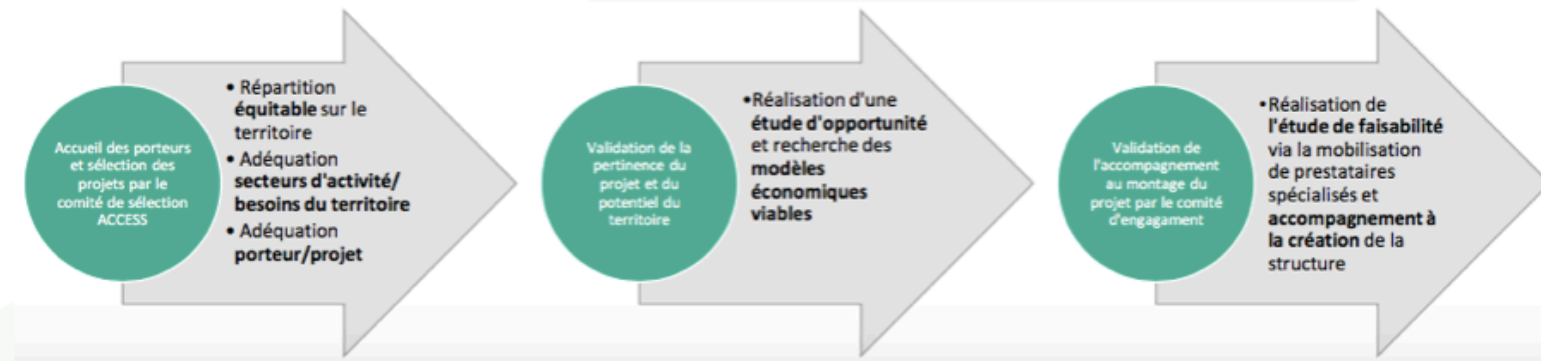 Accueil des porteurs
et sélection des
projets par le
comité de sélection
ACCESS
• Répartition
équitable sur le
territoire
• Adéquation
secteurs d'activité/
besoins du territoire
• Adéquation
porteur/projet
Validation de la
pertinence du
projet et du
potentiel du
territoire
•Réalisation d'une
étude d'opportunité
et recherche des
modèles
économiques
viables
Validation de
l'accompagnement
au montage du
projet par le comité
d'engagament
•Réalisation de
l'étude de faisabilité
via la mobilisation
de prestataires
spécialisés et
accompagnement à
la création de la
structure